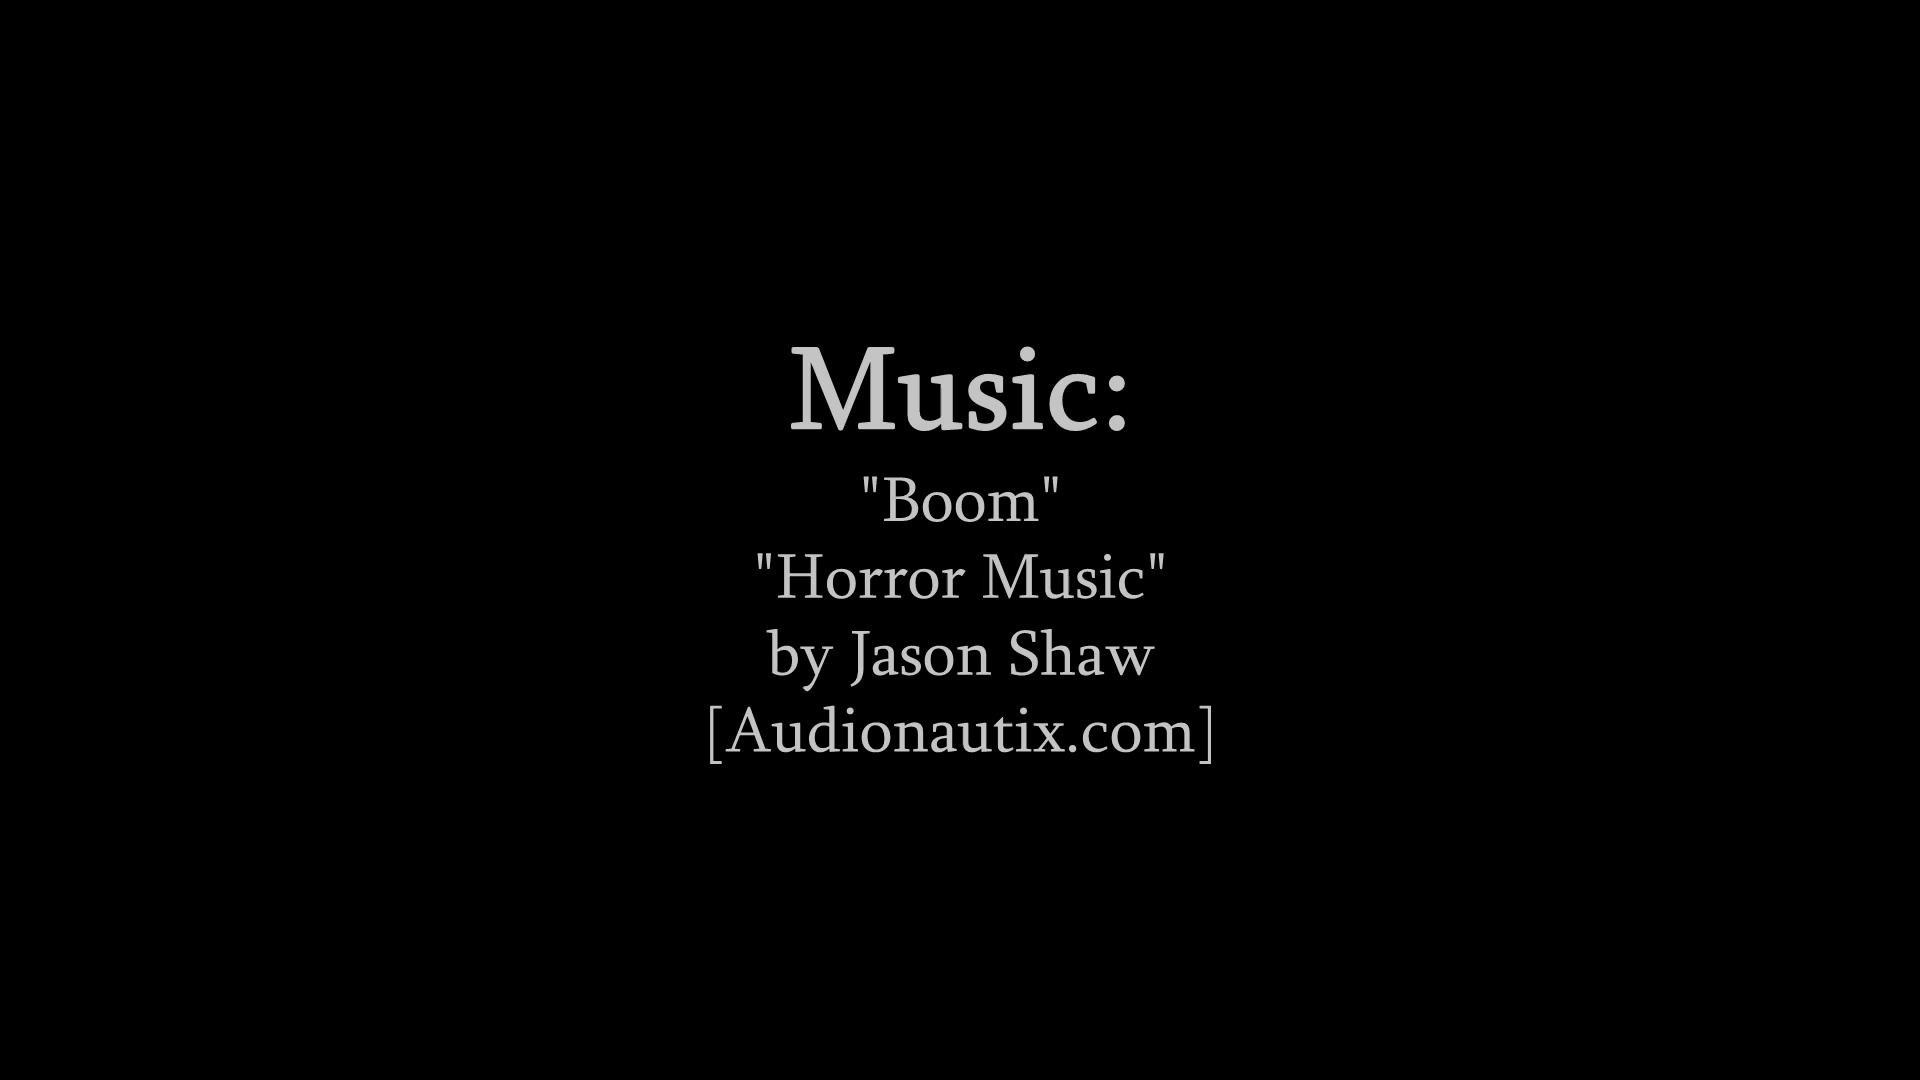 Music:
"Boom"
"Horror Music"
by Jason Shaw
[Audionautix.com]